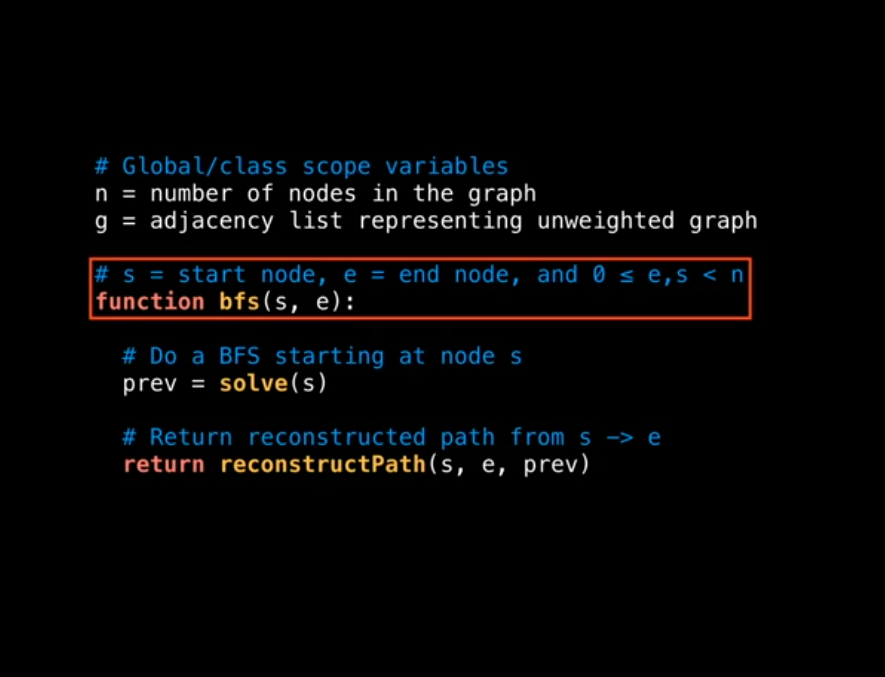 # Global/class scope variables
n = number of nodes in the graph
g = adjacency list representing unweighted graph
# s = start node, e = end node, and 0 ≤ e,s < n
function bfs(s, e):
# Do a BFS starting at node s
prev = solve(s)
# Return reconstructed path from s -> e
return reconstructPath(s, e, prev)